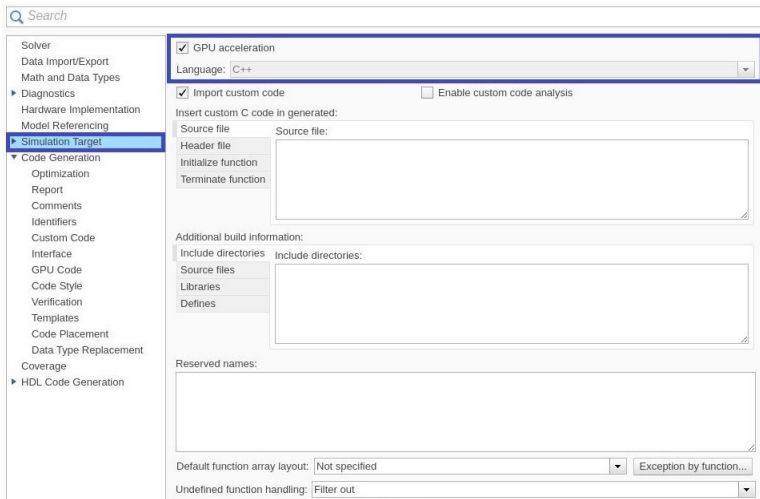 Search
Solver
Data Import/Export
Math and Data Types
Diagnostics
Hardware Implementation
Model Referencing
Simulation Target
Code Generation
Optimization
Report
Comments
Identifiers
Custom Code
Interface
GPU Code
Code Style
Verification
Templates
Code Placement
Data Type Replacement
Coverage
HDL Code Generation
GPU acceleration
Language: C++
Import custom code Enable custom code analysis
Insert custom C code in generated:
Source file
Header file
Initialize function
Terminate function
Source file:
Additional build information:
Include directories
Source files
Libraries
Defines
Include directories:
Reserved names:
Default function array layout: Not specified Exception by function...
Undefined function handling: Filter out